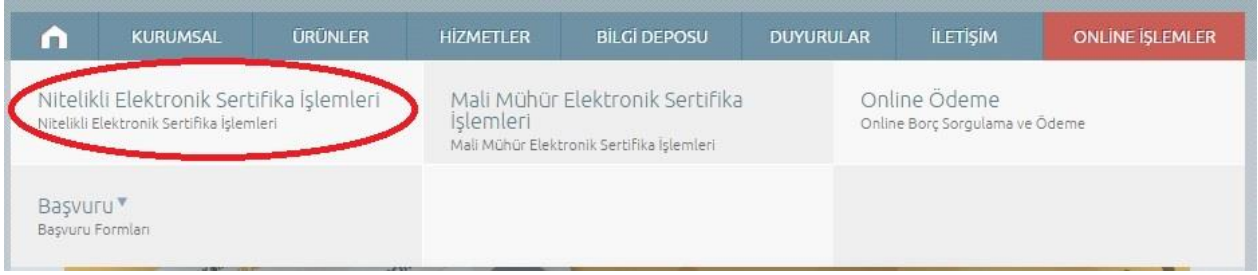 KURUMSAL ÜRÜNLER HİZMETLER BİLGİ DEPOSU DUYURULAR İLETİŞİM ONLİNE İŞLEMLER
Nitelikli Elektronik Sertifika İşlemleri
Nitelikli Elektronik Sertifika İşlemleri
Mali Mühür Elektronik Sertifika
İşlemleri
Mali Mühür Elektronik Sertifika İşlemleri
Online Ödeme
Online Borç Sorgulama ve Ödeme
Başvuru
Başvuru Formları